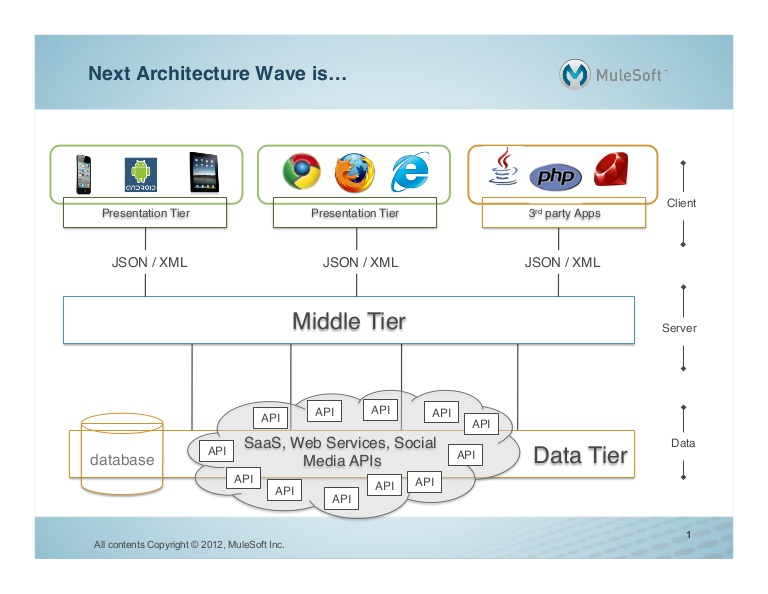 Next Architecture Wave is…
MuleSoft™
ANDROID
php
Presentation Tier
Presentation Tier
3rd party Apps
Client
JSON / XML
JSON / XML
JSON / XML
Middle Tier
Server
API
API
API
API
API
SaaS, Web Services, Social
Media APIs
API
API
database
Data Tier
Data
API
API
API
API
API
All contents Copyright © 2012, MuleSoft Inc.
1